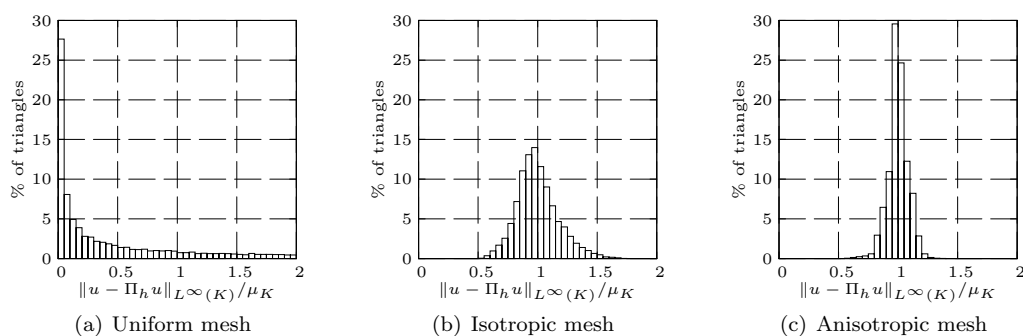 30
25
20
15
10
5
0
% of triangles
0 0.5 1 1.5 2
‖u − Π_h u‖_{L^∞(K)}/μ_K
(a) Uniform mesh
30
25
20
15
10
5
0
% of triangles
0 0.5 1 1.5 2
‖u − Π_h u‖_{L^∞(K)}/μ_K
(b) Isotropic mesh
30
25
20
15
10
5
0
% of triangles
0 0.5 1 1.5 2
‖u − Π_h u‖_{L^∞(K)}/μ_K
(c) Anisotropic mesh